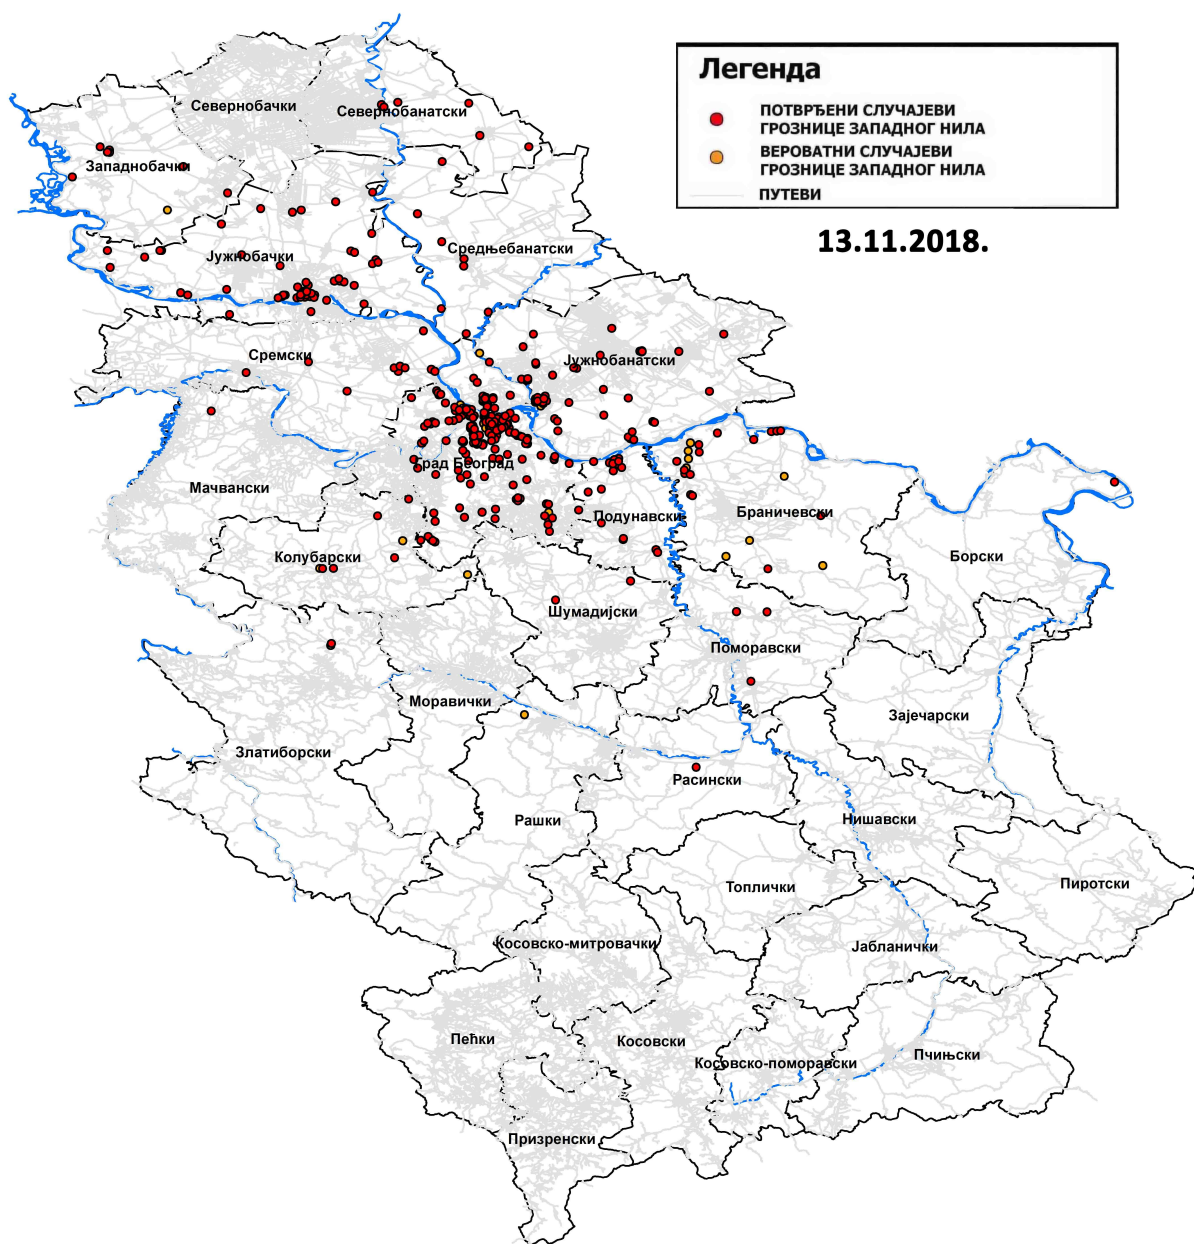 Легенда
ПОТВРЂЕНИ СЛУЧАЈЕВИ
ГРОЗНИЦЕ ЗАПАДНОГ НИЛА
ВЕРОВАТНИ СЛУЧАЈЕВИ
ГРОЗНИЦЕ ЗАПАДНОГ НИЛА
ПУТЕВИ
13.11.2018.
Севернобачки
Севернобанатски
Западнобачки
Јужнобачки
Средњебанатски
Сремски
Јужнобанатски
Град Београд
Мачвански
Подунавски
Браничевски
Колубарски
Борски
Шумадијски
Поморавски
Моравички
Зајечарски
Златиборски
Расински
Рашки
Нишавски
Топлички
Пиротски
Косовско-митровачки
Јабланички
Пећки
Косовски
Косовско-поморавски
Пчињски
Призренски